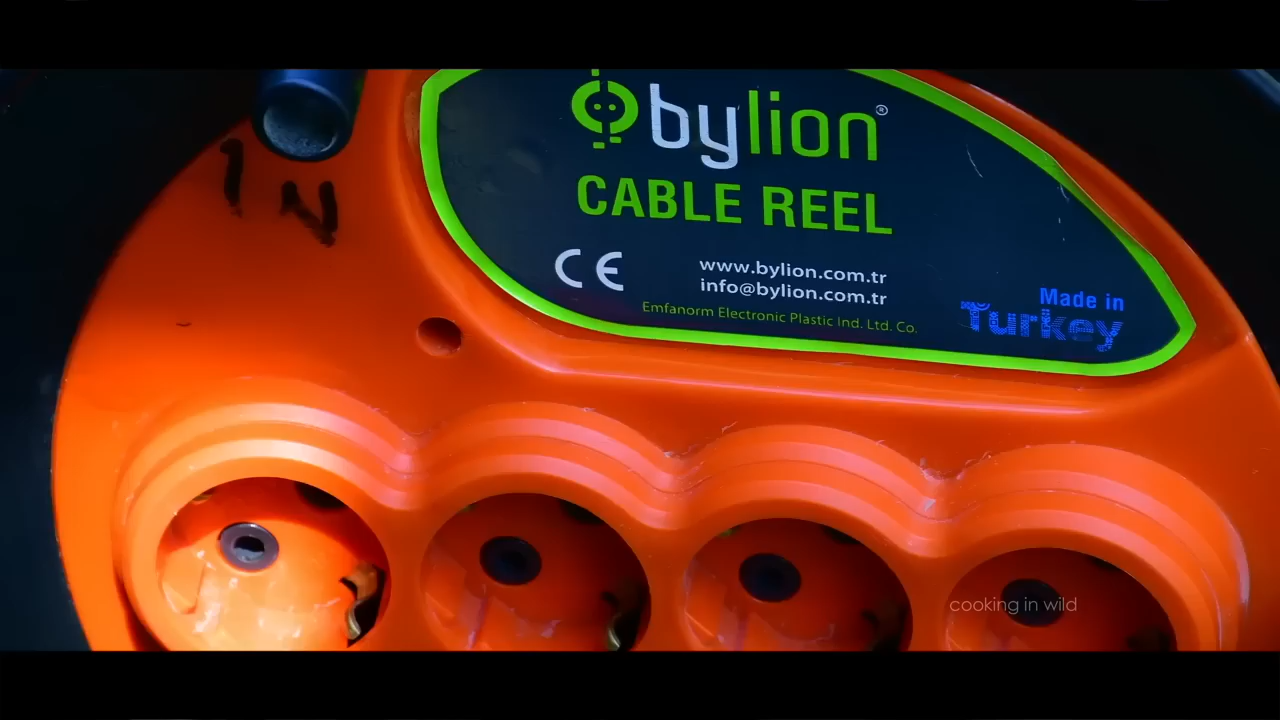 bylion®
CABLE REEL
CE
www.bylion.com.tr
info@bylion.com.tr
Emfanorm Electronic Plastic Ind. Ltd. Co.
Made in
Turkey
cooking in wild